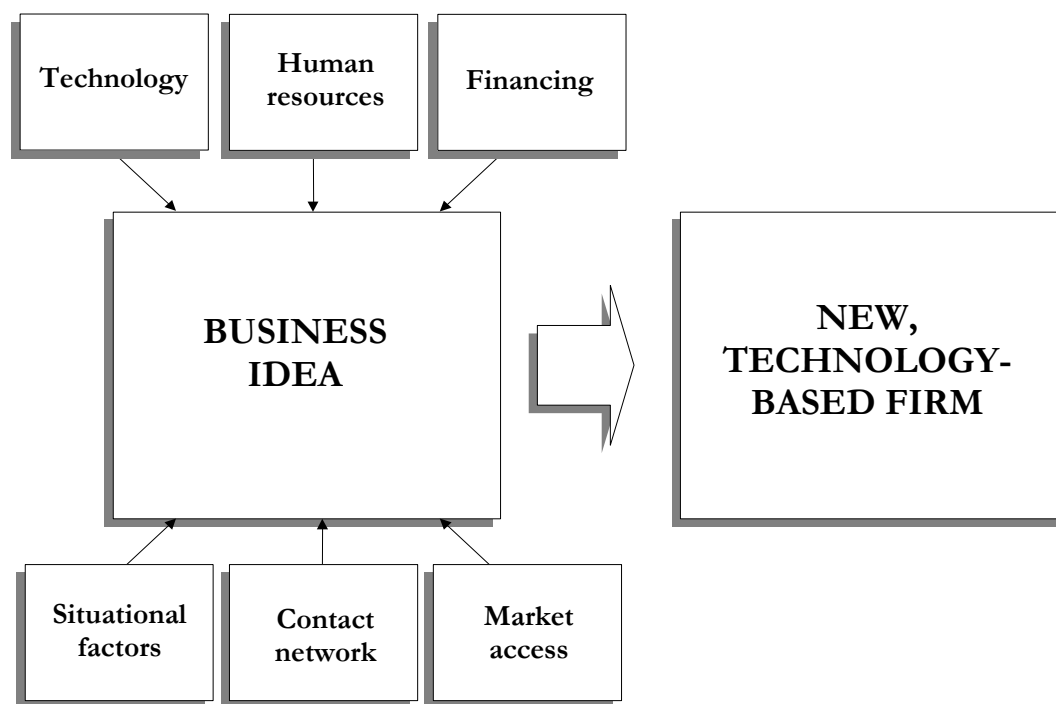 Technology
Human
resources
Financing
BUSINESS
IDEA
NEW,
TECHNOLOGY-
BASED FIRM
Situational
factors
Contact
network
Market
access